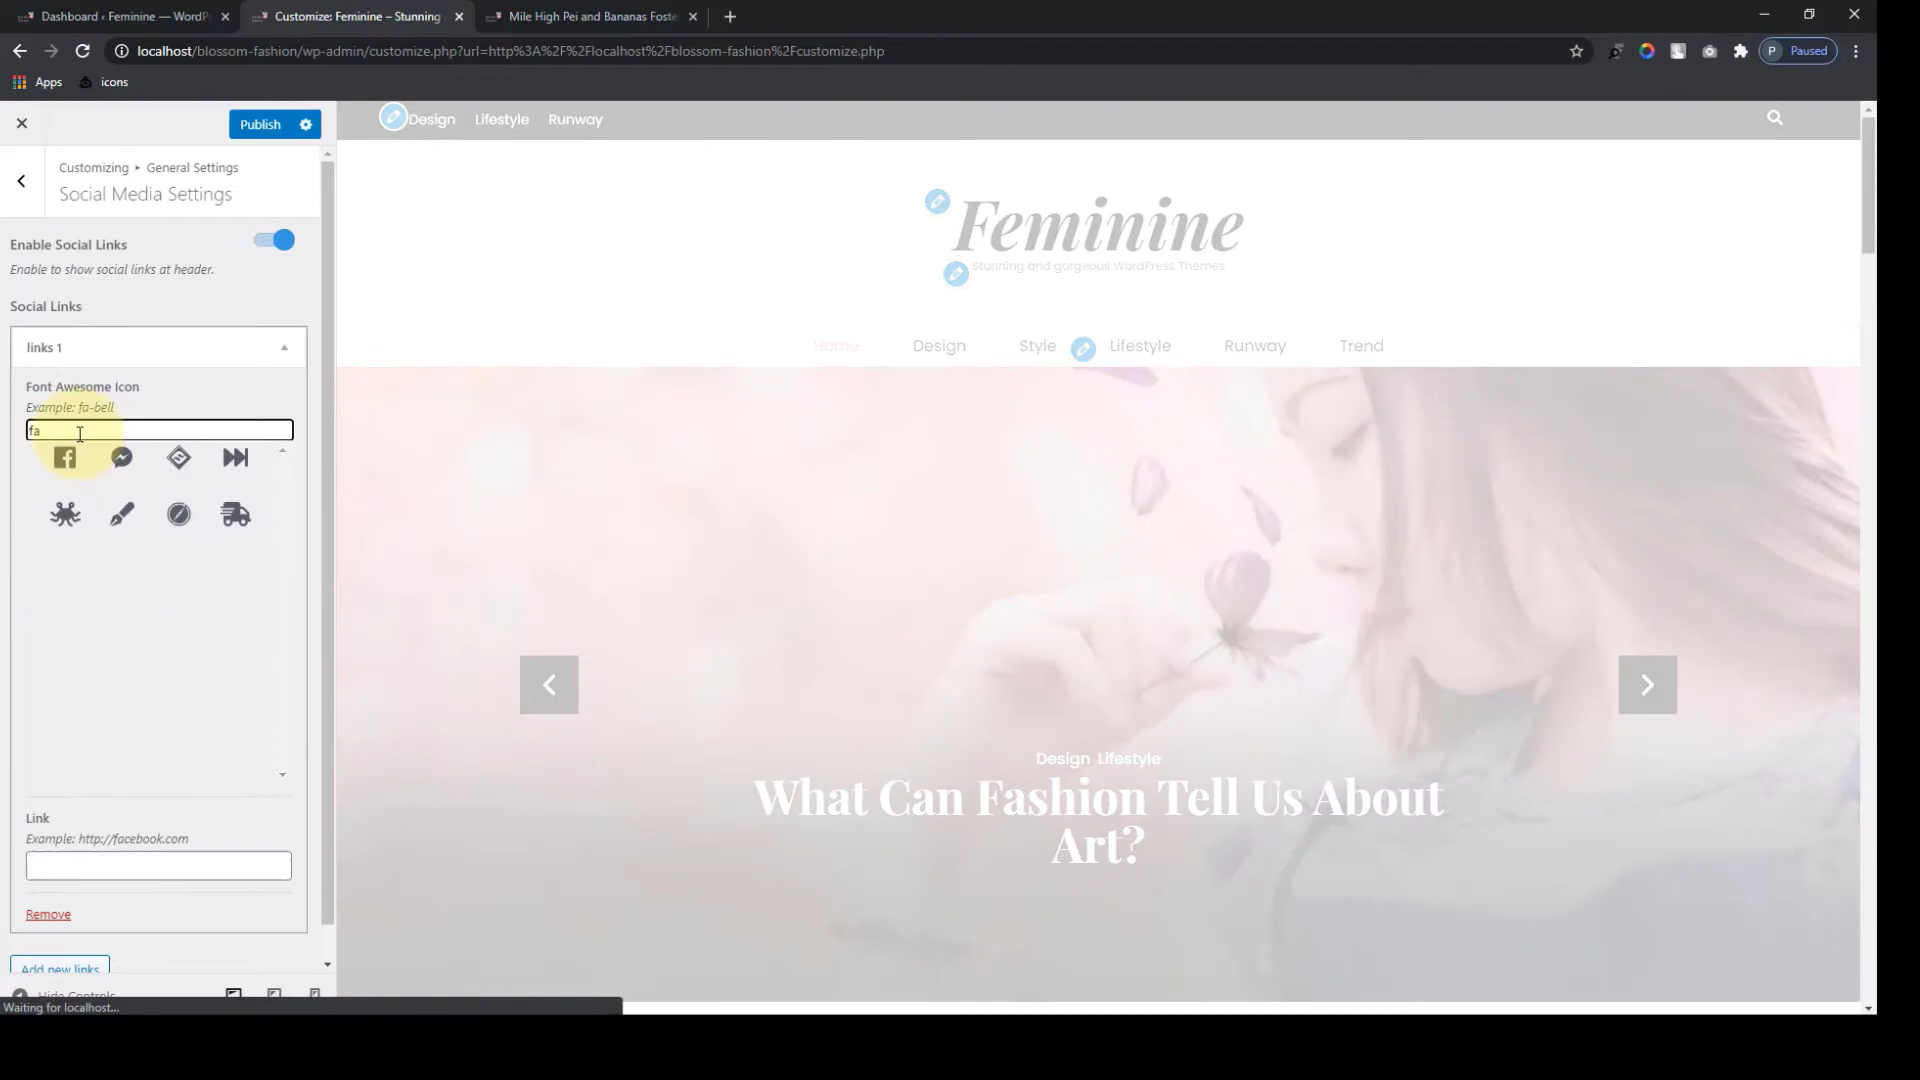 Dashboard ‹ Feminine — WordP
Customize: Feminine – Stunning
Mile High Pei and Bananas Foste
localhost/blossom-fashion/wp-admin/customize.php?url=http%3A%2F%2Flocalhost%2Fblossom-fashion%2Fcustomize.php
P Paused
Apps icons
Publish
Design Lifestyle Runway
Customizing ▸ General Settings
Social Media Settings
Feminine
Stunning and gorgeous WordPress Themes
Enable Social Links
Enable to show social links at header.
Social Links
links 1
Home Design Style Lifestyle Runway Trend
Font Awesome Icon
Example: fa-bell
fa
Design Lifestyle
What Can Fashion Tell Us About
Art?
Link
Example: http://facebook.com
Remove
Add new links
Hide Controls
Waiting for localhost...